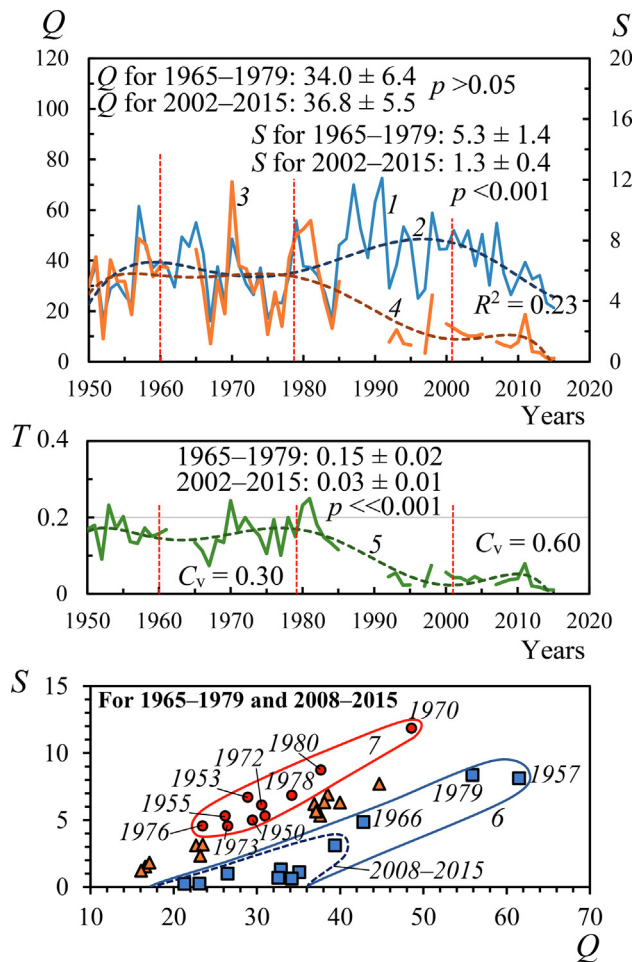 Q S
120 20
Q for 1965–1979: 34.0 ± 6.4
Q for 2002–2015: 36.8 ± 5.5
p >0.05
100 16
S for 1965–1979: 5.3 ± 1.4
S for 2002–2015: 1.3 ± 0.4
p <0.001
80 12
3 1 2
60
8
40
4 R² = 0.23
4
20
0 0
1950 1960 1970 1980 1990 2000 2010 2020
Years
T
0.4
1965–1979: 0.15 ± 0.02
2002–2015: 0.03 ± 0.01
p <<0.001
0.2
5 Cv = 0.60
Cv = 0.30
0
1950 1960 1970 1980 1990 2000 2010 2020
Years
S
15
For 1965–1979 and 2008–2015
1970
1980 7
1972
10
1953 1978
1979 1957
1955
1966
5
1976 1973 1950 6
2008–2015
0
10 20 30 40 50 60 70
Q